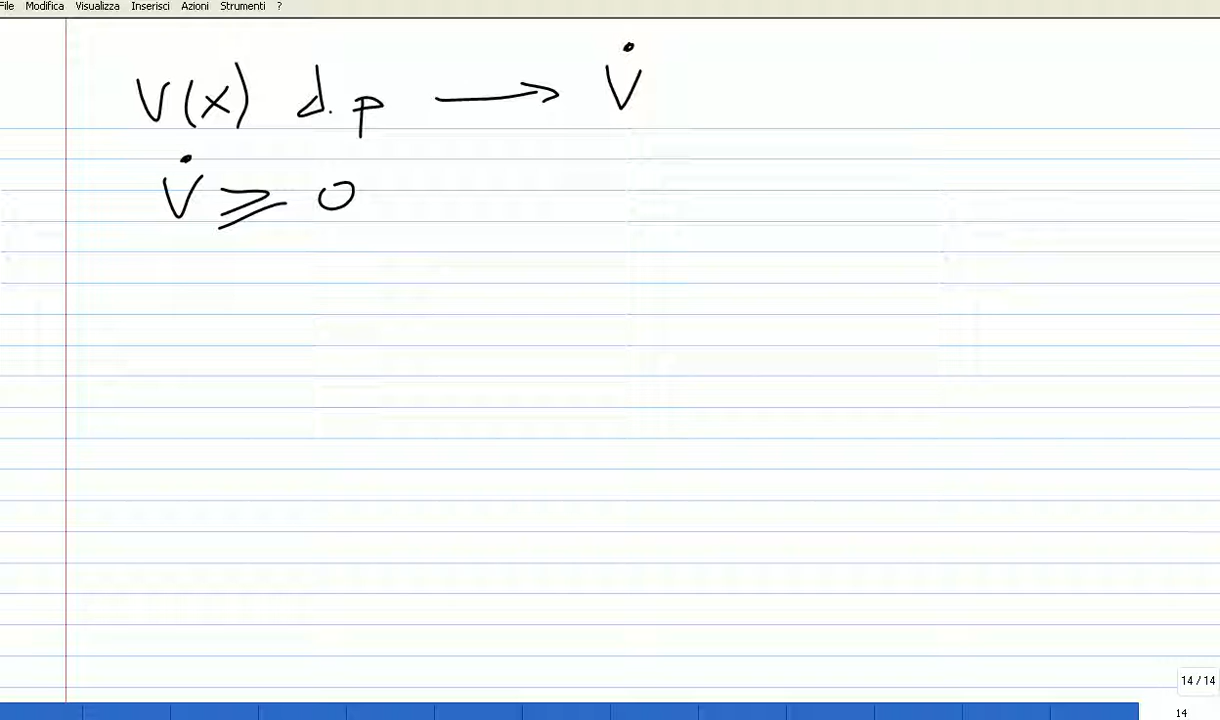 File Modifica Visualizza Inserisci Azioni Strumenti ?
V(x) d.p ⟶ V̇
V̇ ⩾ 0
14 / 14
14